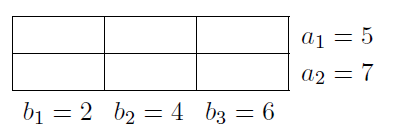 a₁ = 5
a₂ = 7
b₁ = 2 b₂ = 4 b₃ = 6